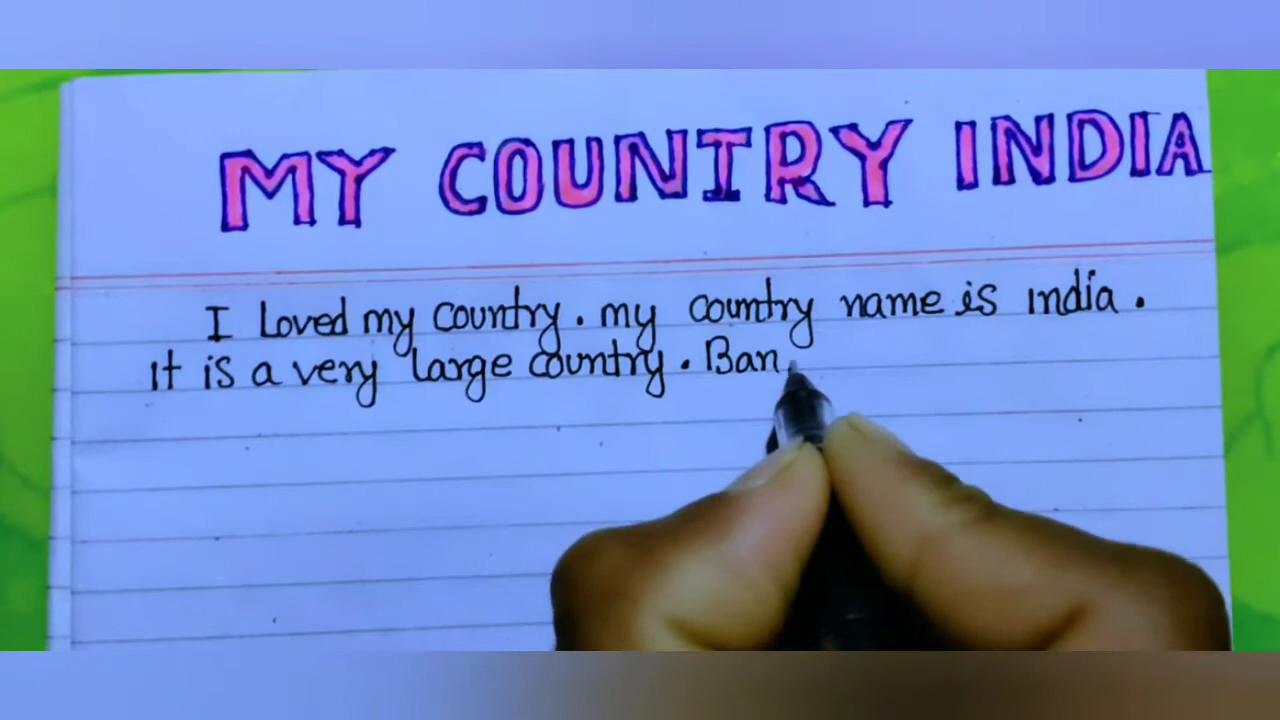 MY COUNTRY INDIA
I Loved my country. my country name is india.
It is a very large country. Ban